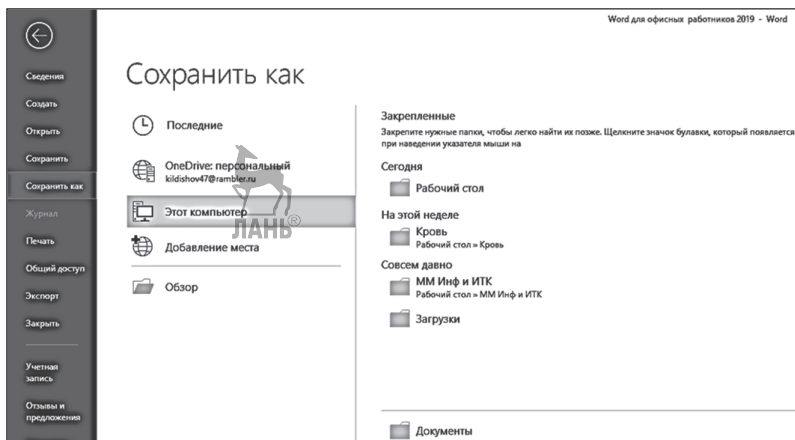 Word для офисных работников 2019 - Word
Сведения
Создать
Открыть
Сохранить
Сохранить как
Журнал
Печать
Общий доступ
Экспорт
Закрыть
Учетная
запись
Отзывы и
предложения
Сохранить как
Последние
OneDrive: персональный
kildishov47@rambler.ru
Этот компьютер
ЛАНЬ®
Добавление места
Обзор
Закрепленные
Закрепите нужные папки, чтобы легко найти их позже. Щелкните значок булавки, который появляется
при наведении указателя мыши на
Сегодня
Рабочий стол
На этой неделе
Кровь
Рабочий стол » Кровь
Совсем давно
ММ Инф и ИТК
Рабочий стол » ММ Инф и ИТК
Загрузки
Документы